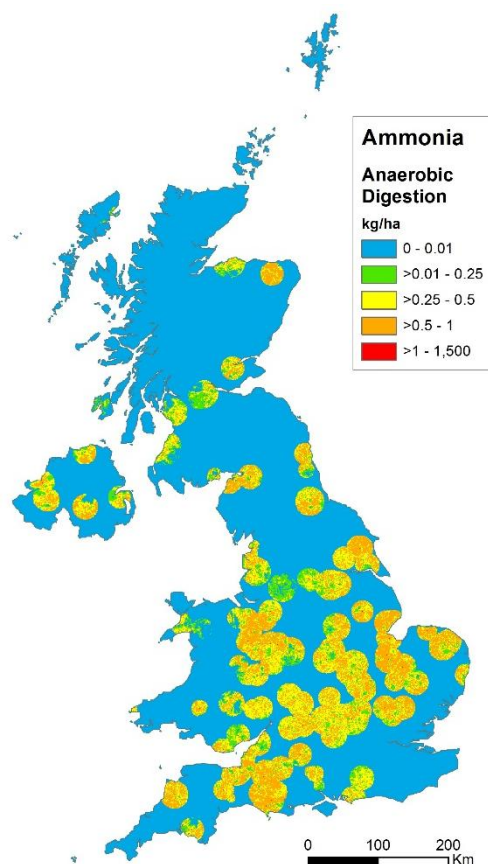 Ammonia
Anaerobic
Digestion
kg/ha
0 - 0.01
>0.01 - 0.25
>0.25 - 0.5
>0.5 - 1
>1 - 1,500
0 100 200
Km